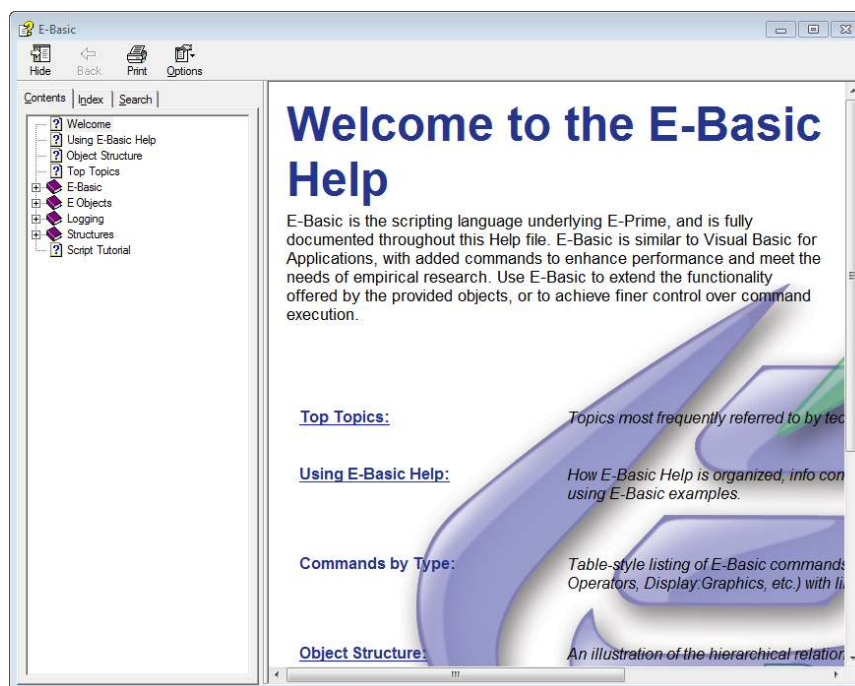 E-Basic
Hide Back Print Options
Contents Index Search
Welcome
Using E-Basic Help
Object Structure
Top Topics
E-Basic
E Objects
Logging
Structures
Script Tutorial
Welcome to the E-Basic
Help
E-Basic is the scripting language underlying E-Prime, and is fully
documented throughout this Help file. E-Basic is similar to Visual Basic for
Applications, with added commands to enhance performance and meet the
needs of empirical research. Use E-Basic to extend the functionality
offered by the provided objects, or to achieve finer control over command
execution.
Top Topics: Topics most frequently referred to by
Using E-Basic Help: How E-Basic Help is organized, info
using E-Basic examples.
Commands by Type: Table-style listing of E-Basic commands
Operators, Display:Graphics, etc.) with
Object Structure: An illustration of the hierarchical